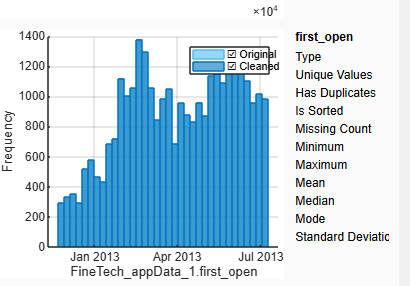 ×10⁴
1400
1200
1000
800
600
400
200
0
Frequency
☑ Original
☑ Cleaned
Jan 2013
Apr 2013
Jul 2013
FineTech_appData_1.first_open
first_open
Type
Unique Values
Has Duplicates
Is Sorted
Missing Count
Minimum
Maximum
Mean
Median
Mode
Standard Deviatic